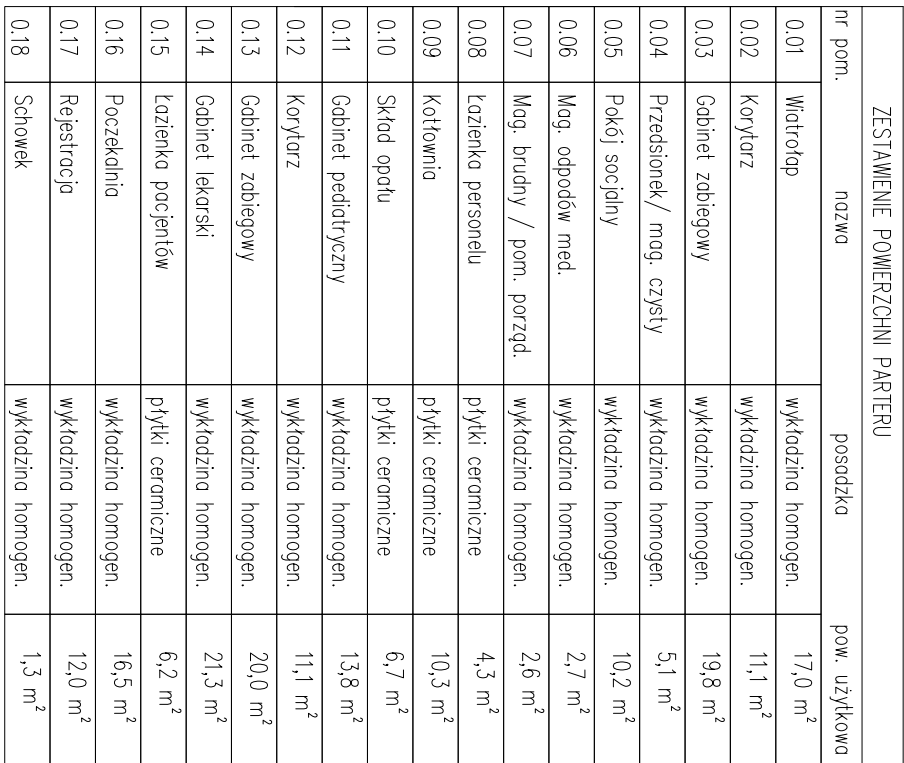 ZESTAWIENIE POWIERZCHNI PARTERU
nr pom. nazwa posadzka pow. użytkowa
0.01 Wiatrołap wykładzina homogen. 17,0 m²
0.02 Korytarz wykładzina homogen. 11,1 m²
0.03 Gabinet zabiegowy wykładzina homogen. 19,8 m²
0.04 Przedsionek/ mag. czysty wykładzina homogen. 5,1 m²
0.05 Pokój socjalny wykładzina homogen. 10,2 m²
0.06 Mag. odpodów med. wykładzina homogen. 2,7 m²
0.07 Mag. brudny / pom. porząd. wykładzina homogen. 2,6 m²
0.08 Łazienka personelu płytki ceramiczne 4,3 m²
0.09 Kotłownia płytki ceramiczne 10,3 m²
0.10 Skład opału płytki ceramiczne 6,7 m²
0.11 Gabinet pediatryczny wykładzina homogen. 13,8 m²
0.12 Korytarz wykładzina homogen. 11,1 m²
0.13 Gabinet zabiegowy wykładzina homogen. 20,0 m²
0.14 Gabinet lekarski wykładzina homogen. 21,3 m²
0.15 Łazienka pacjentów płytki ceramiczne 6,2 m²
0.16 Poczekalnia wykładzina homogen. 16,5 m²
0.17 Rejestracja wykładzina homogen. 12,0 m²
0.18 Schowek wykładzina homogen. 1,3 m²